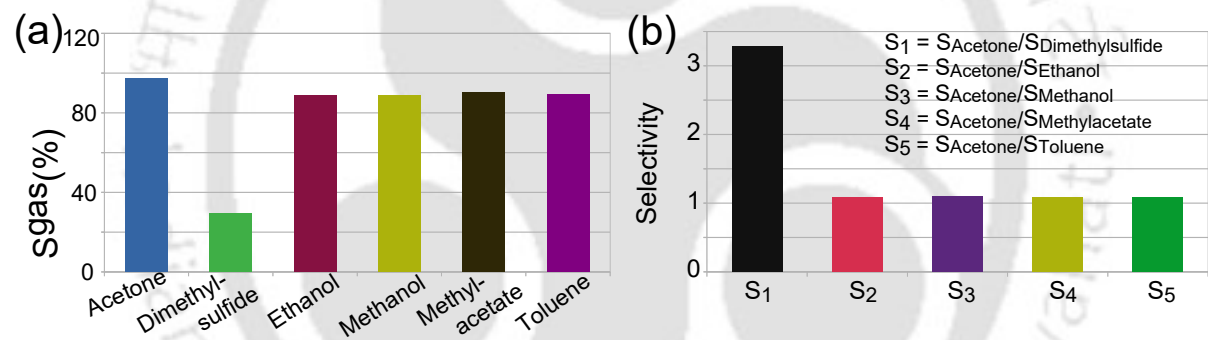 (a)
120
80
40
0
Sgas(%)
Acetone
Dimethyl-
sulfide
Ethanol
Methanol
Methyl-
acetate
Toluene
(b)
S1 = SAcetone/SDimethylsulfide
S2 = SAcetone/SEthanol
S3 = SAcetone/SMethanol
S4 = SAcetone/SMethylacetate
S5 = SAcetone/SToluene
3
2
1
0
Selectivity
S1 S2 S3 S4 S5